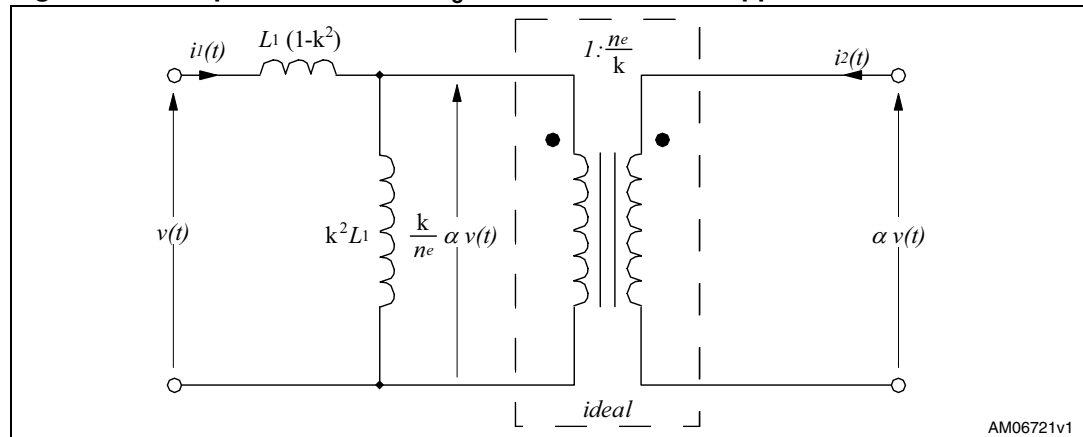 i1(t)
L1 (1-k²)
1: ne/k
i2(t)
v(t)
k²L1
k/ne α v(t)
α v(t)
ideal
AM06721v1